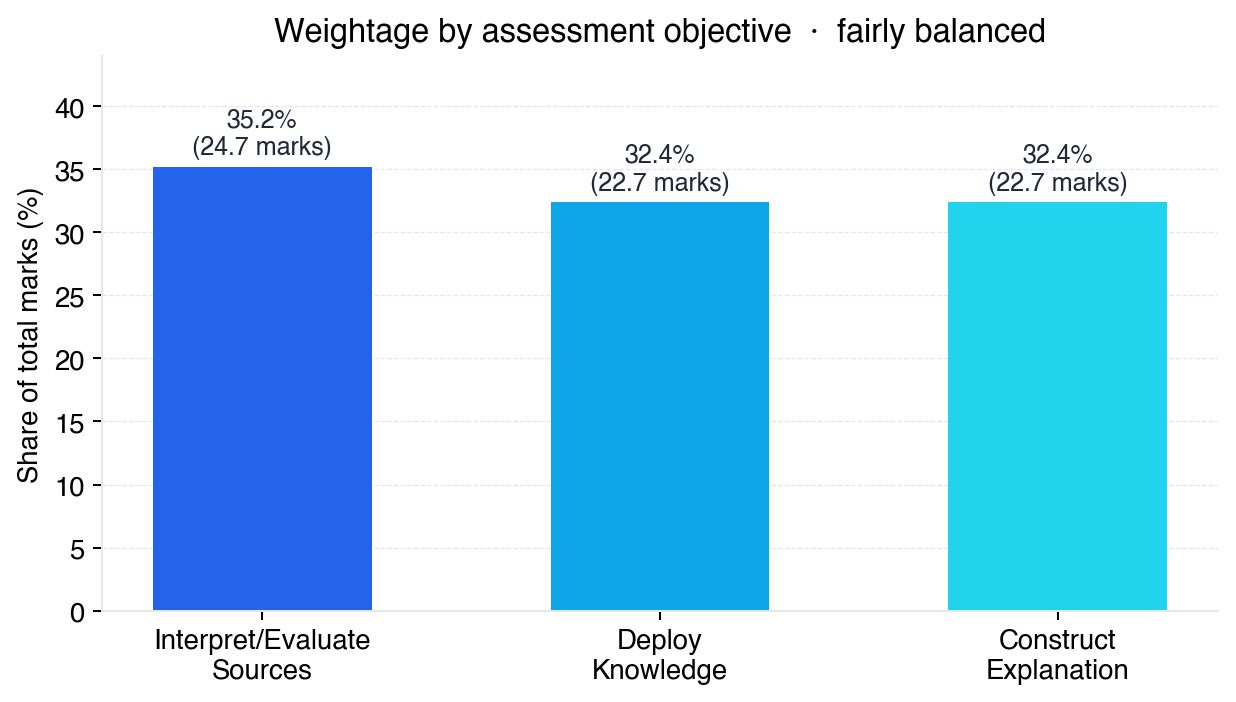 Weightage by assessment objective · fairly balanced
Share of total marks (%)
40
35
30
25
20
15
10
5
0
35.2%
(24.7 marks)
32.4%
(22.7 marks)
32.4%
(22.7 marks)
Interpret/Evaluate
Sources
Deploy
Knowledge
Construct
Explanation